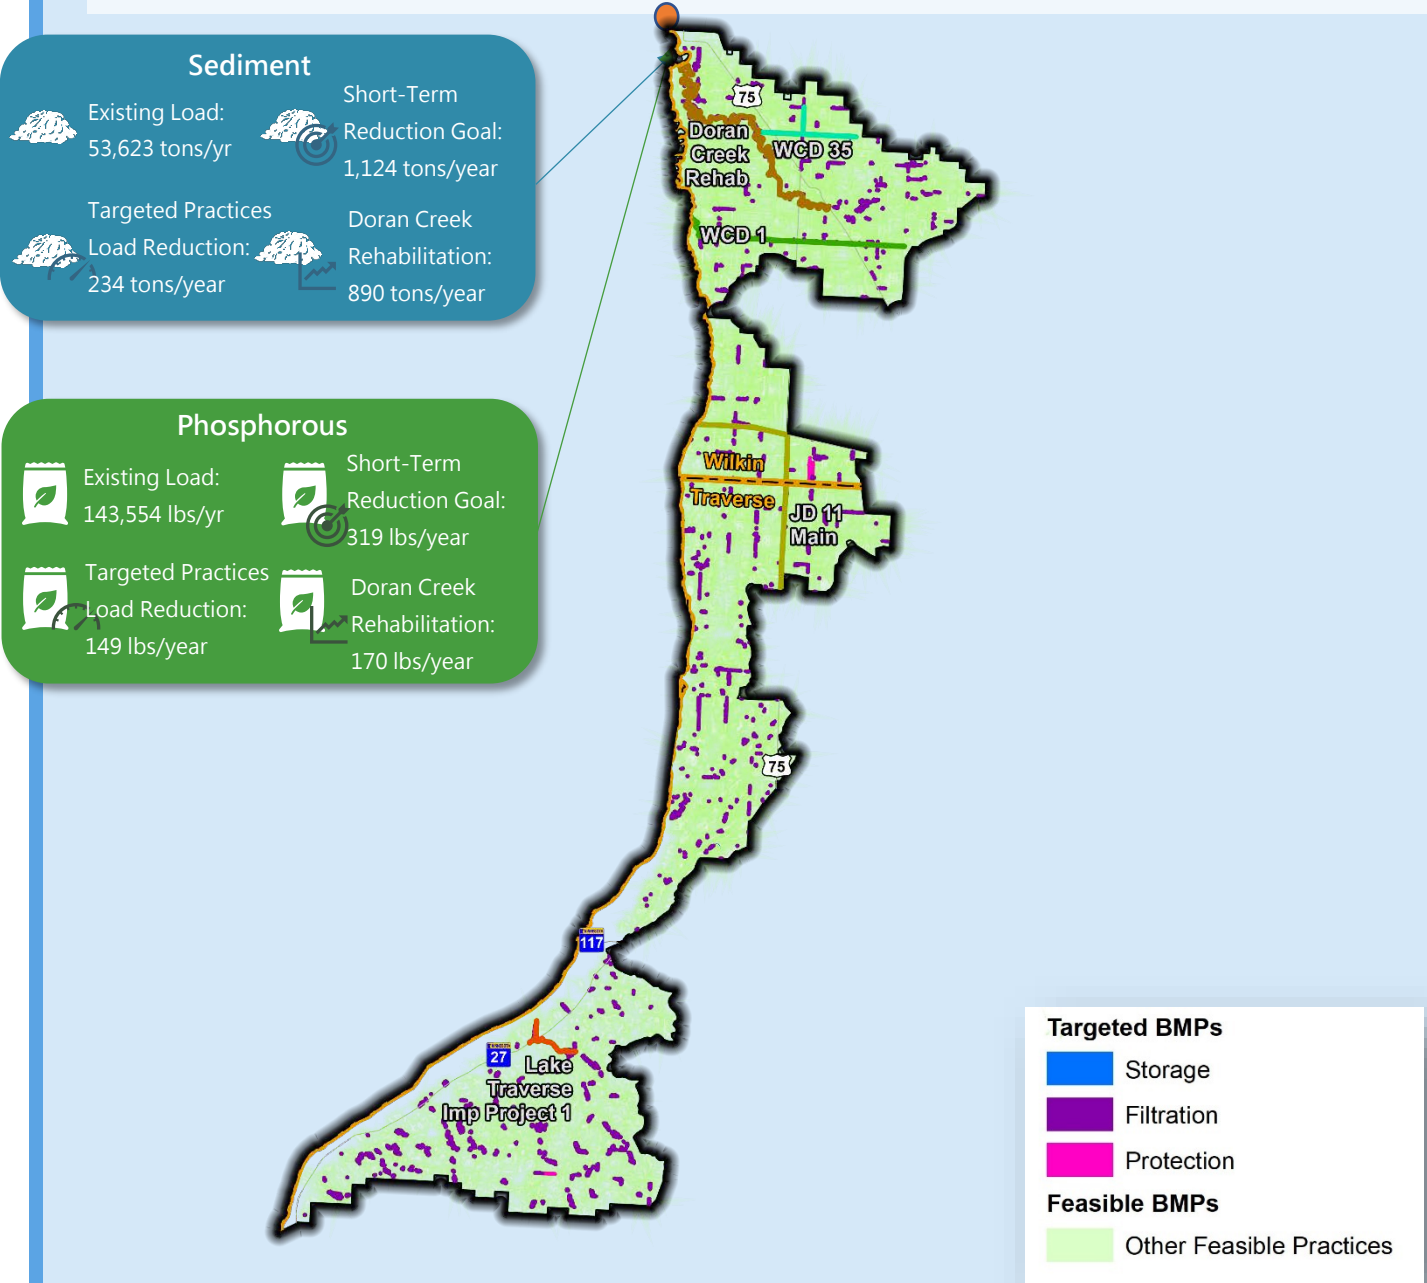 Sediment
Existing Load:
53,623 tons/yr
Short-Term
Reduction Goal:
1,124 tons/year
Targeted Practices
Load Reduction:
234 tons/year
Doran Creek
Rehabilitation:
890 tons/year
Phosphorous
Existing Load:
143,554 lbs/yr
Short-Term
Reduction Goal:
319 lbs/year
Targeted Practices
Load Reduction:
149 lbs/year
Doran Creek
Rehabilitation:
170 lbs/year
75
Doran
Creek
Rehab
WCD 35
WCD 1
Wilkin
Traverse
JD 11
Main
75
117
27
Lake
Traverse
Imp Project 1
Targeted BMPs
Storage
Filtration
Protection
Feasible BMPs
Other Feasible Practices